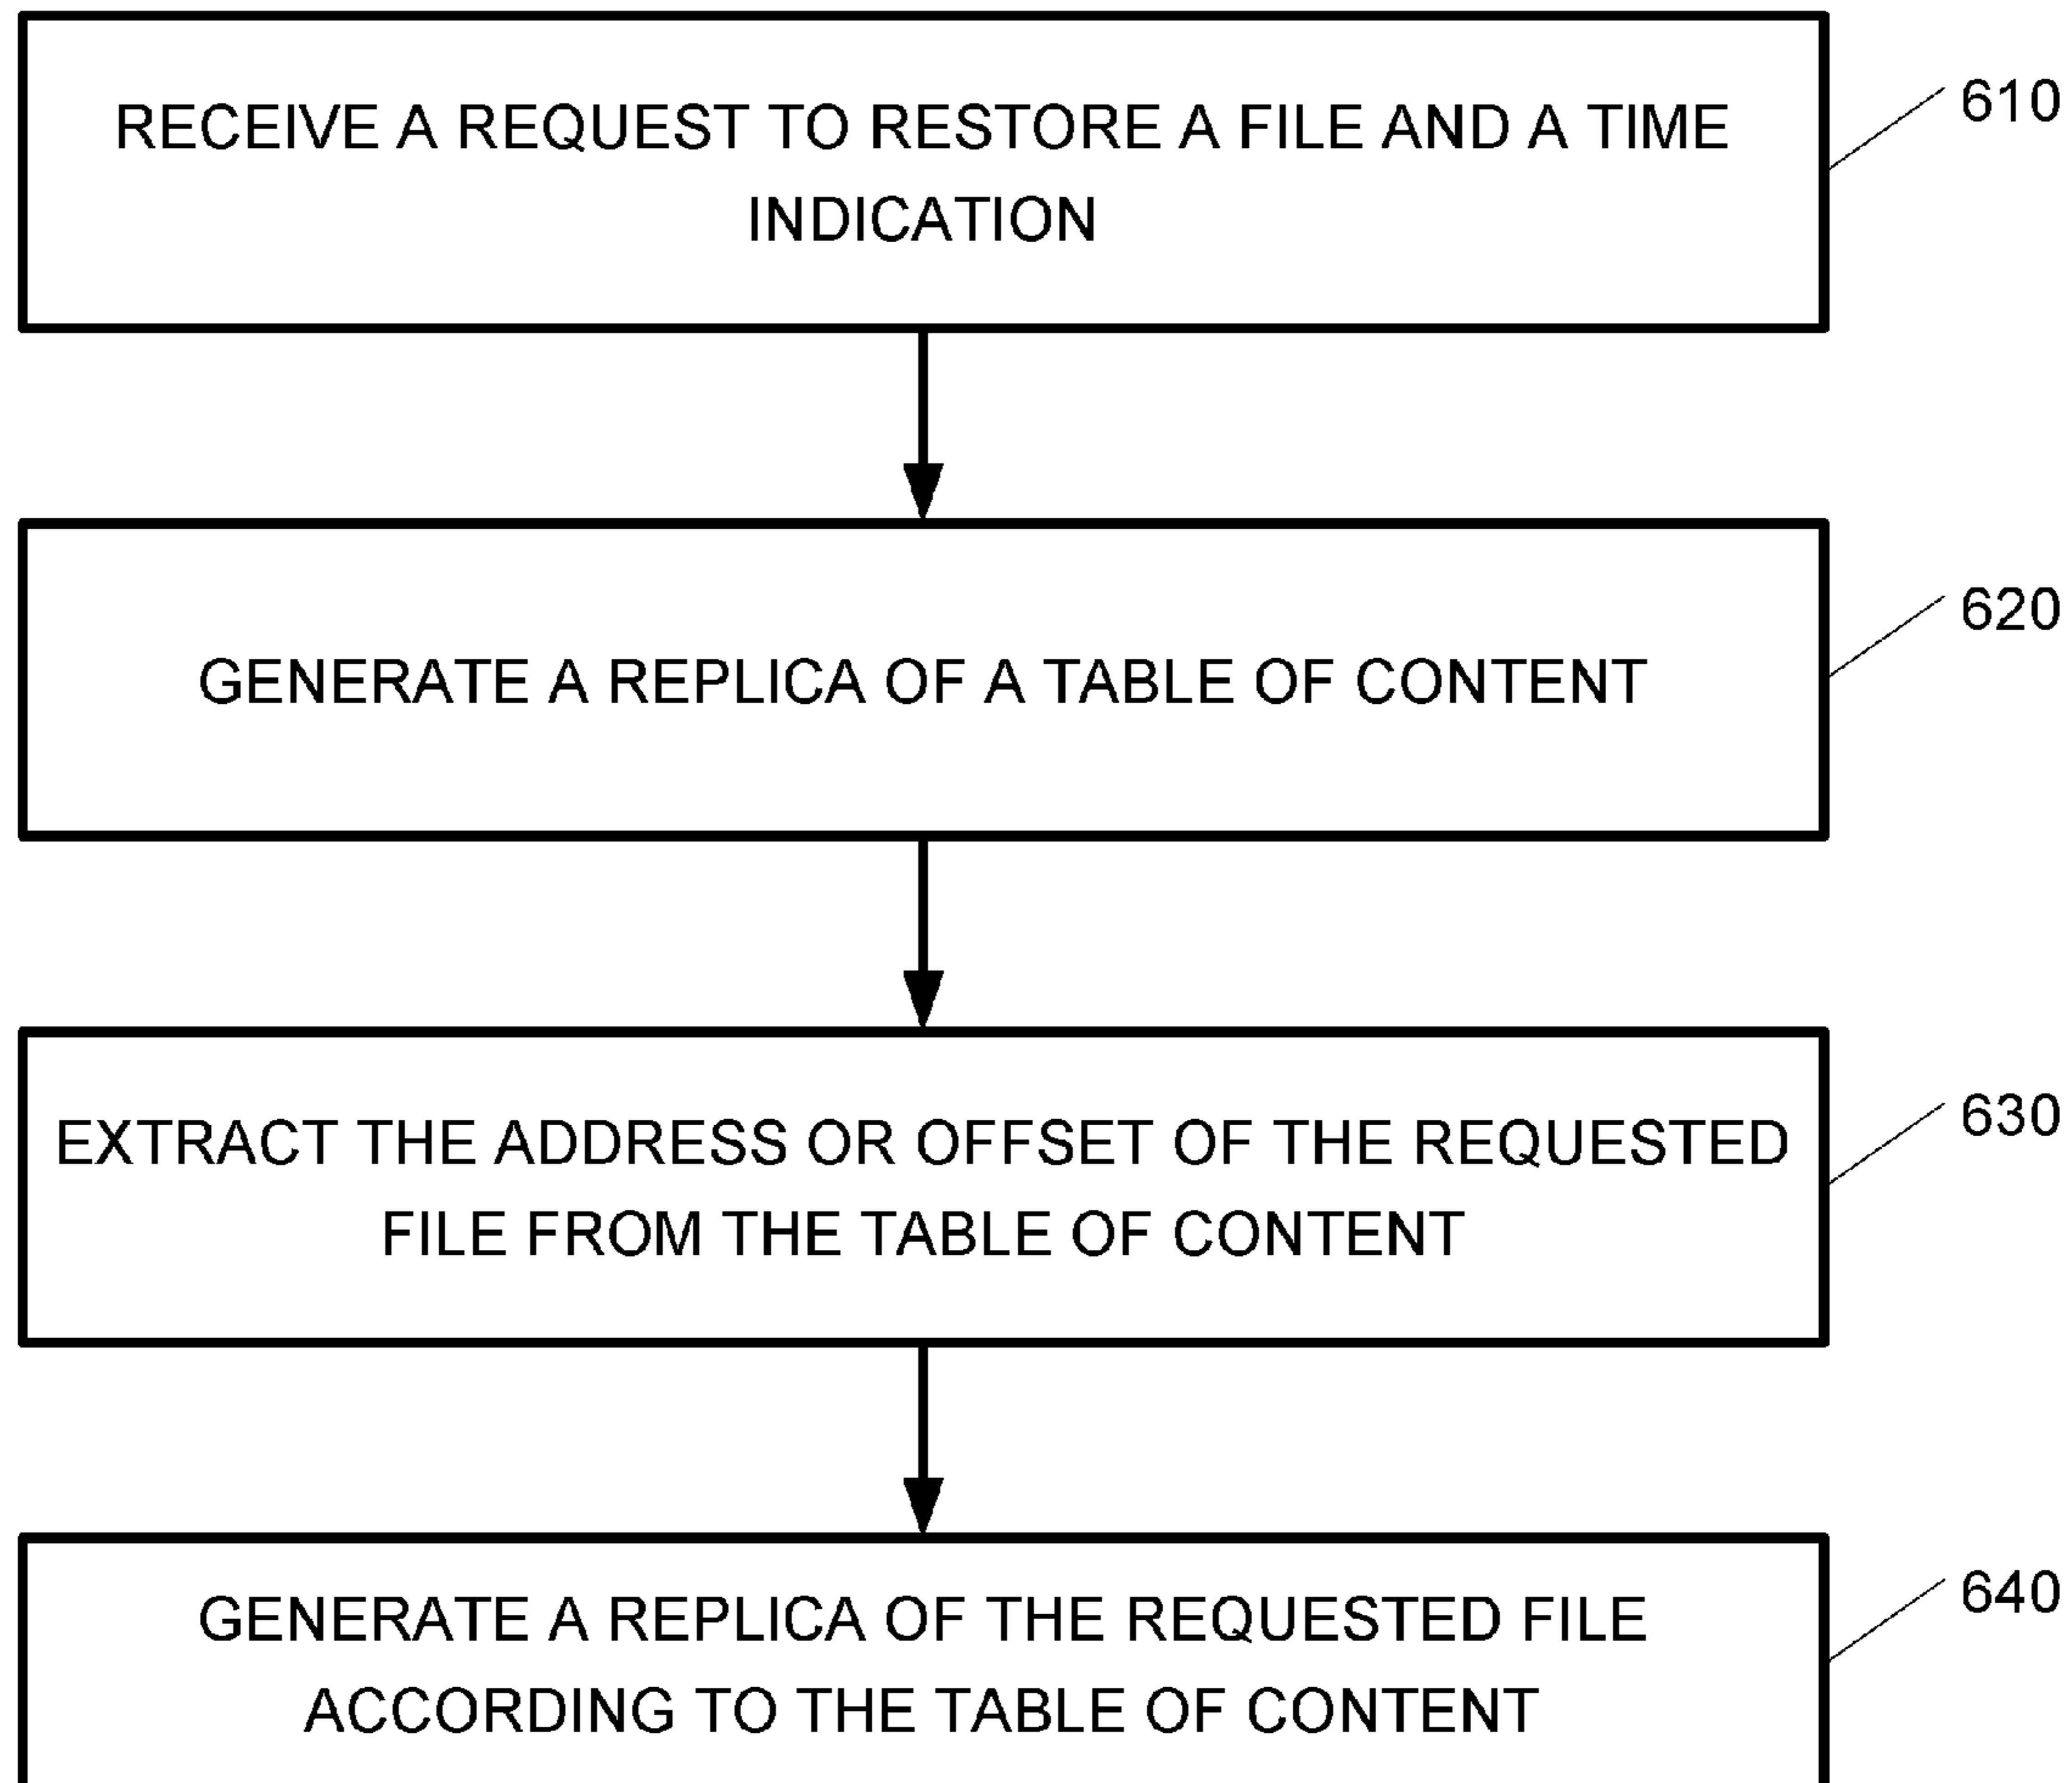 RECEIVE A REQUEST TO RESTORE A FILE AND A TIME
INDICATION
610
GENERATE A REPLICA OF A TABLE OF CONTENT
620
EXTRACT THE ADDRESS OR OFFSET OF THE REQUESTED
FILE FROM THE TABLE OF CONTENT
630
GENERATE A REPLICA OF THE REQUESTED FILE
ACCORDING TO THE TABLE OF CONTENT
640